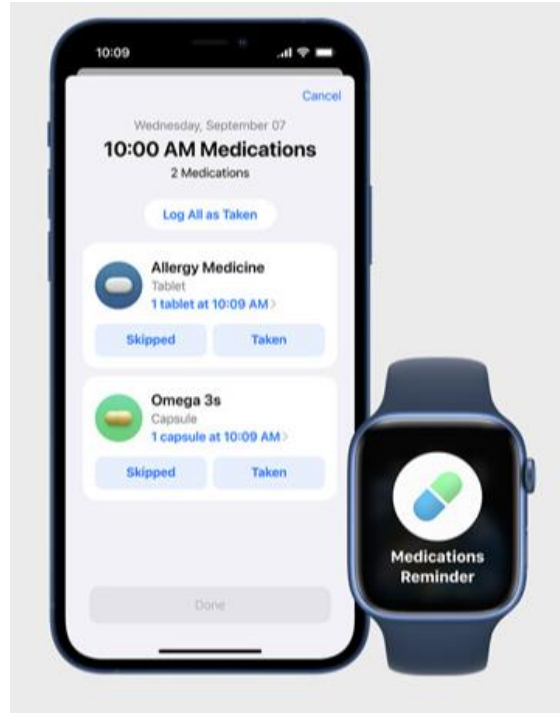 10:09
Cancel
Wednesday, September 07
10:00 AM Medications
2 Medications
Log All as Taken
Allergy Medicine
Tablet
1 tablet at 10:09 AM
Skipped
Taken
Omega 3s
Capsule
1 capsule at 10:09 AM
Skipped
Taken
Done
Medications
Reminder